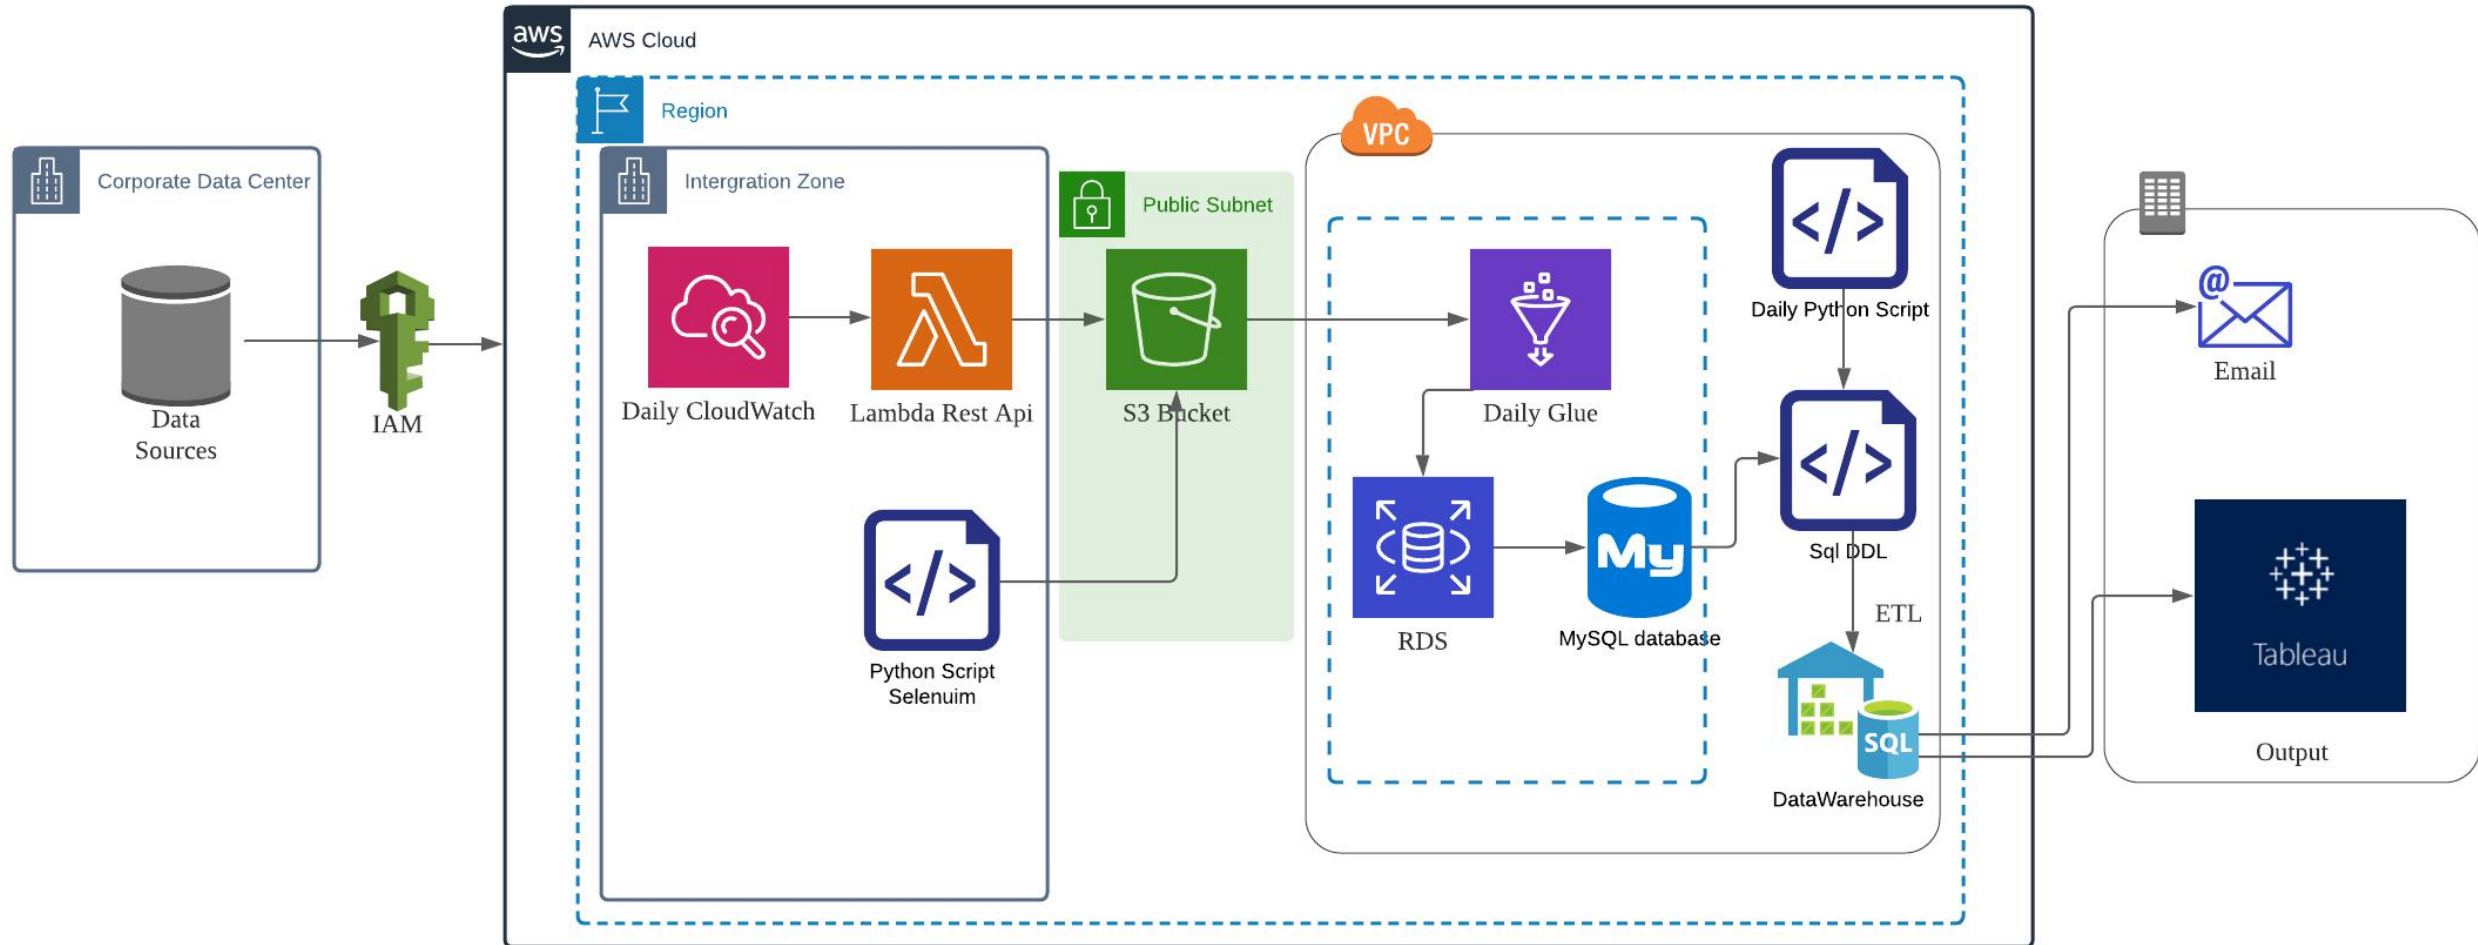 aws
AWS Cloud
Region
VPC
Corporate Data Center
Intergration Zone
Public Subnet
Daily Python Script
Data
Sources
IAM
Daily CloudWatch
Lambda Rest Api
S3 Bucket
Daily Glue
</>
</>
</>
@
Email
My
Sql DDL
ETL
RDS
MySQL database
Python Script
Selenuim
SQL
DataWarehouse
Tableau
Output